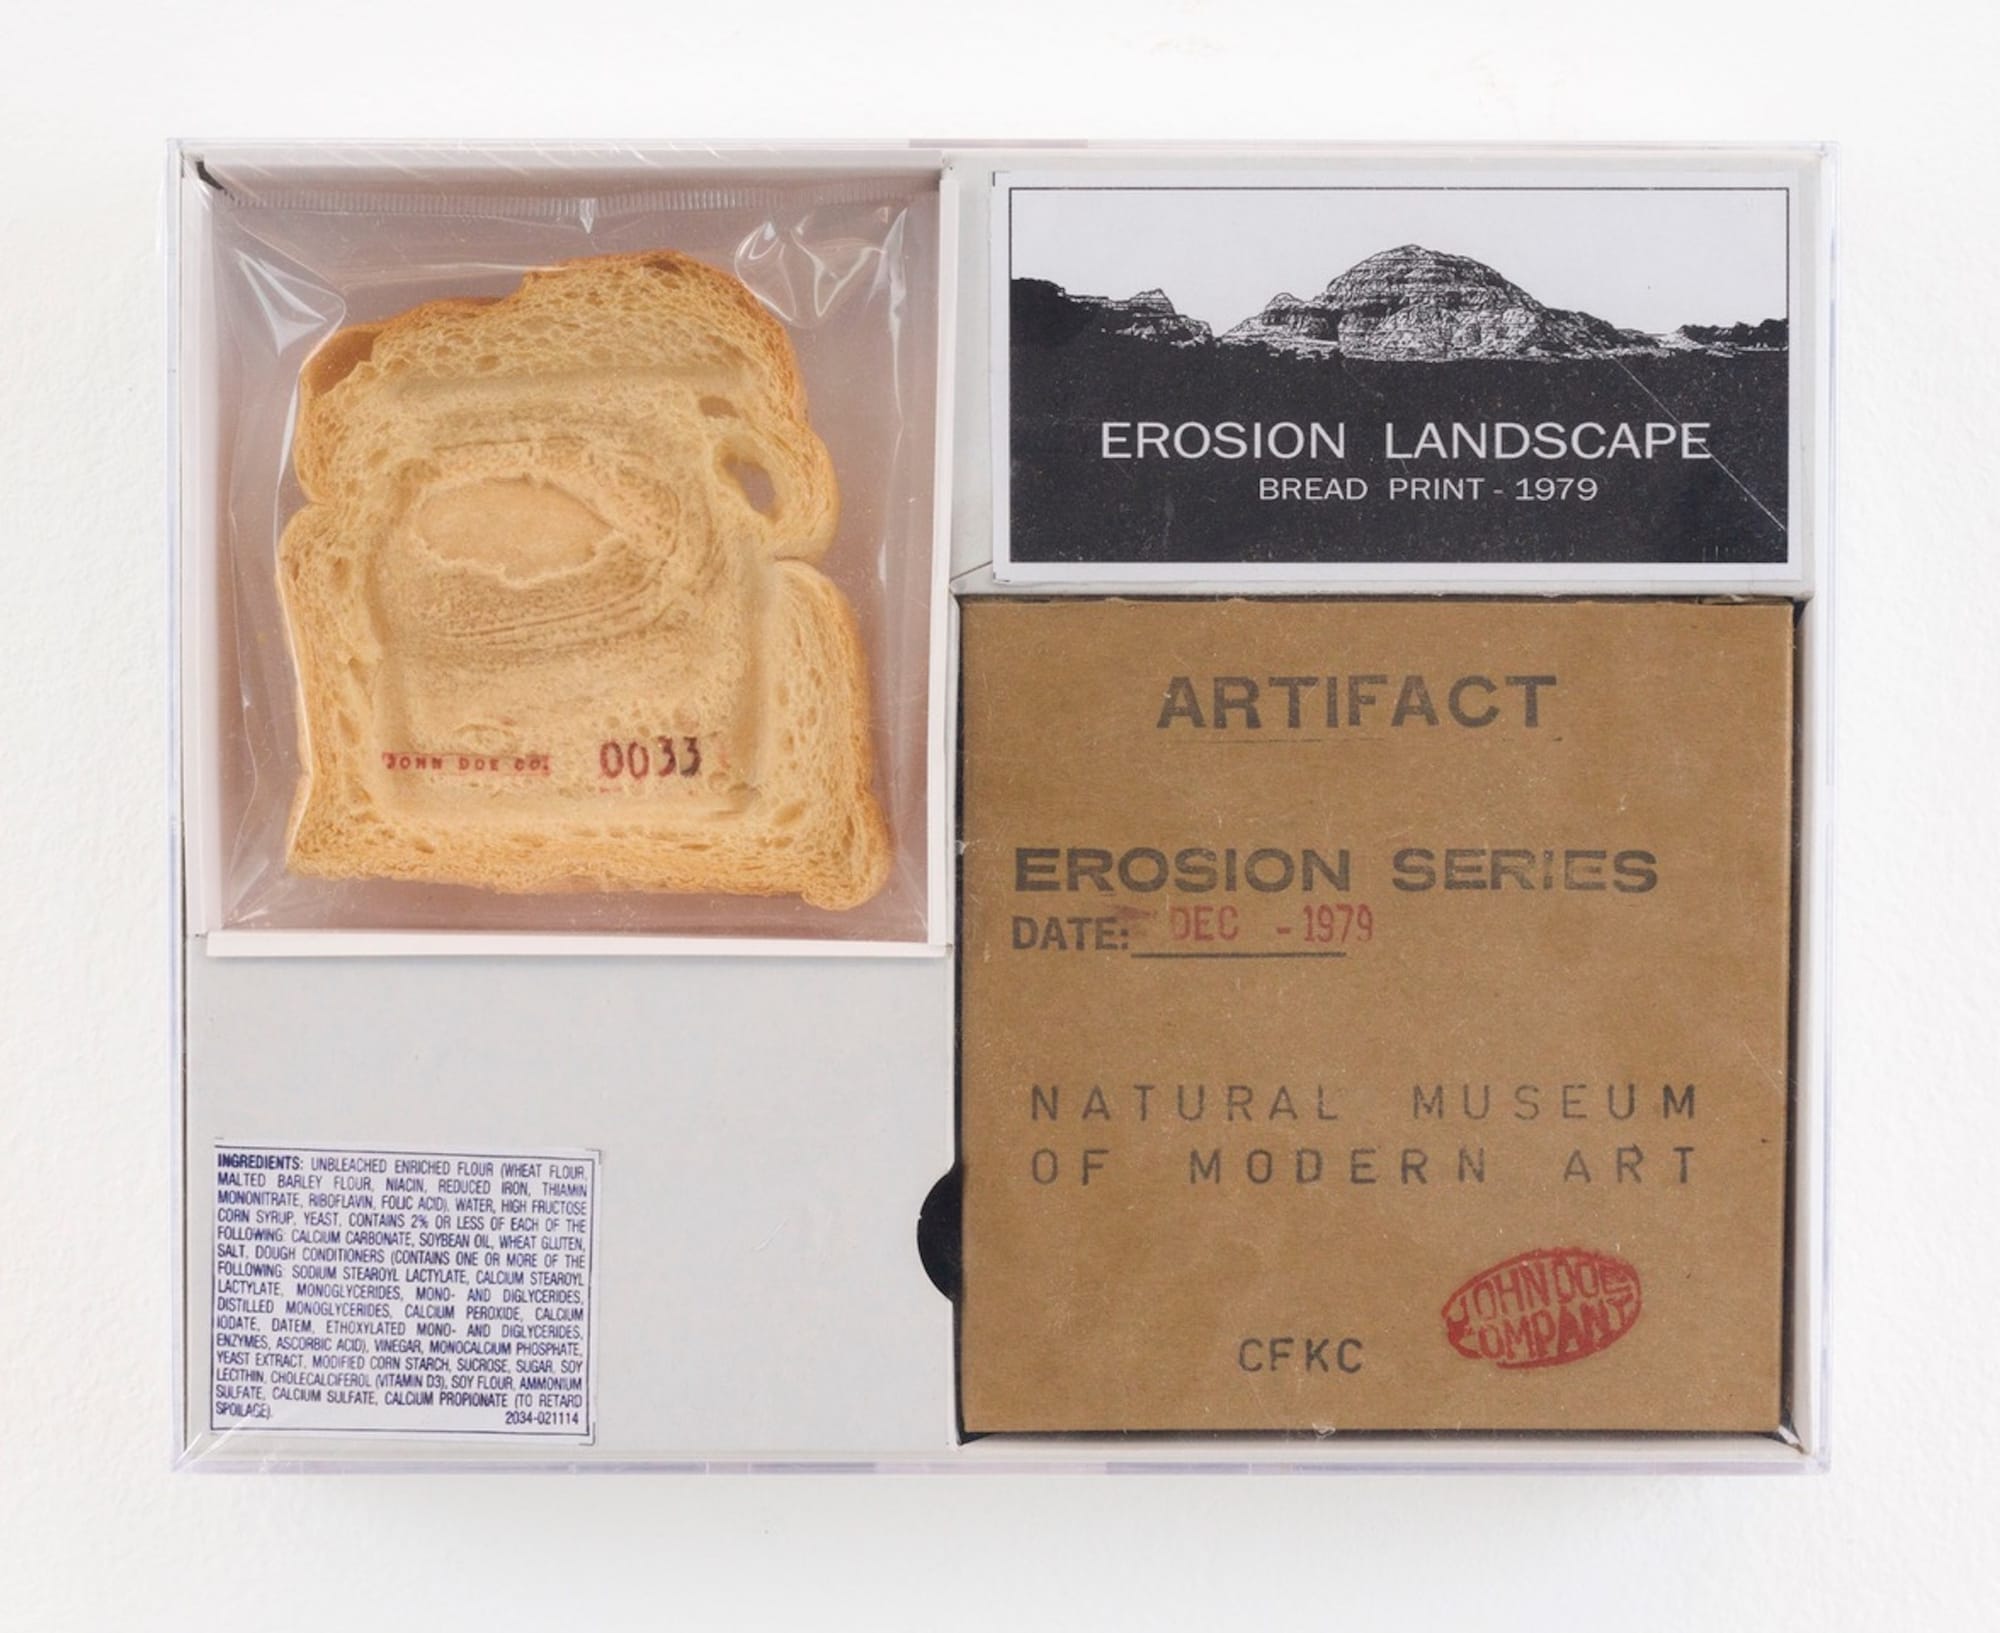 JOHN DOE CO.
0033
EROSION LANDSCAPE
BREAD PRINT - 1979
ARTIFACT
EROSION SERIES
DATE: DEC - 1979
NATURAL MUSEUM
OF MODERN ART
CFKC
JOHN DOE
COMPANY
INGREDIENTS: UNBLEACHED ENRICHED FLOUR (WHEAT FLOUR,
MALTED BARLEY FLOUR, NIACIN, REDUCED IRON, THIAMIN
MONONITRATE, RIBOFLAVIN, FOLIC ACID), WATER, HIGH FRUCTOSE
CORN SYRUP, YEAST, CONTAINS 2% OR LESS OF EACH OF THE
FOLLOWING: CALCIUM CARBONATE, SOYBEAN OIL, WHEAT GLUTEN,
SALT, DOUGH CONDITIONERS (CONTAINS ONE OR MORE OF THE
FOLLOWING: SODIUM STEAROYL LACTYLATE, CALCIUM STEAROYL
LACTYLATE, MONOGLYCERIDES, MONO- AND DIGLYCERIDES,
DISTILLED MONOGLYCERIDES, CALCIUM PEROXIDE, CALCIUM
IODATE, DATEM, ETHOXYLATED MONO- AND DIGLYCERIDES,
ENZYMES, ASCORBIC ACID), VINEGAR, MONOCALCIUM PHOSPHATE,
YEAST EXTRACT, MODIFIED CORN STARCH, SUCROSE, SUGAR, SOY
LECITHIN, CHOLECALCIFEROL (VITAMIN D3), SOY FLOUR, AMMONIUM
SULFATE, CALCIUM SULFATE, CALCIUM PROPIONATE (TO RETARD
SPOILAGE).
2034-021114